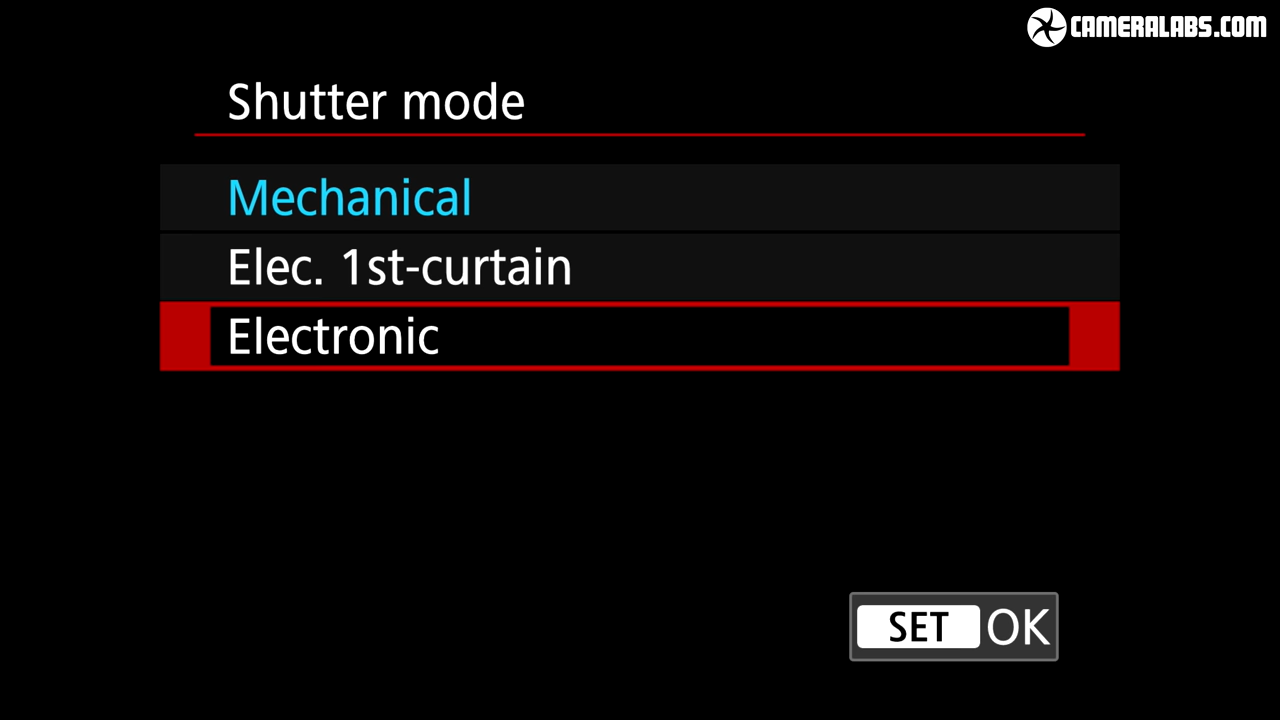 CAMERALABS.COM
Shutter mode
Mechanical
Elec. 1st-curtain
Electronic
SET OK